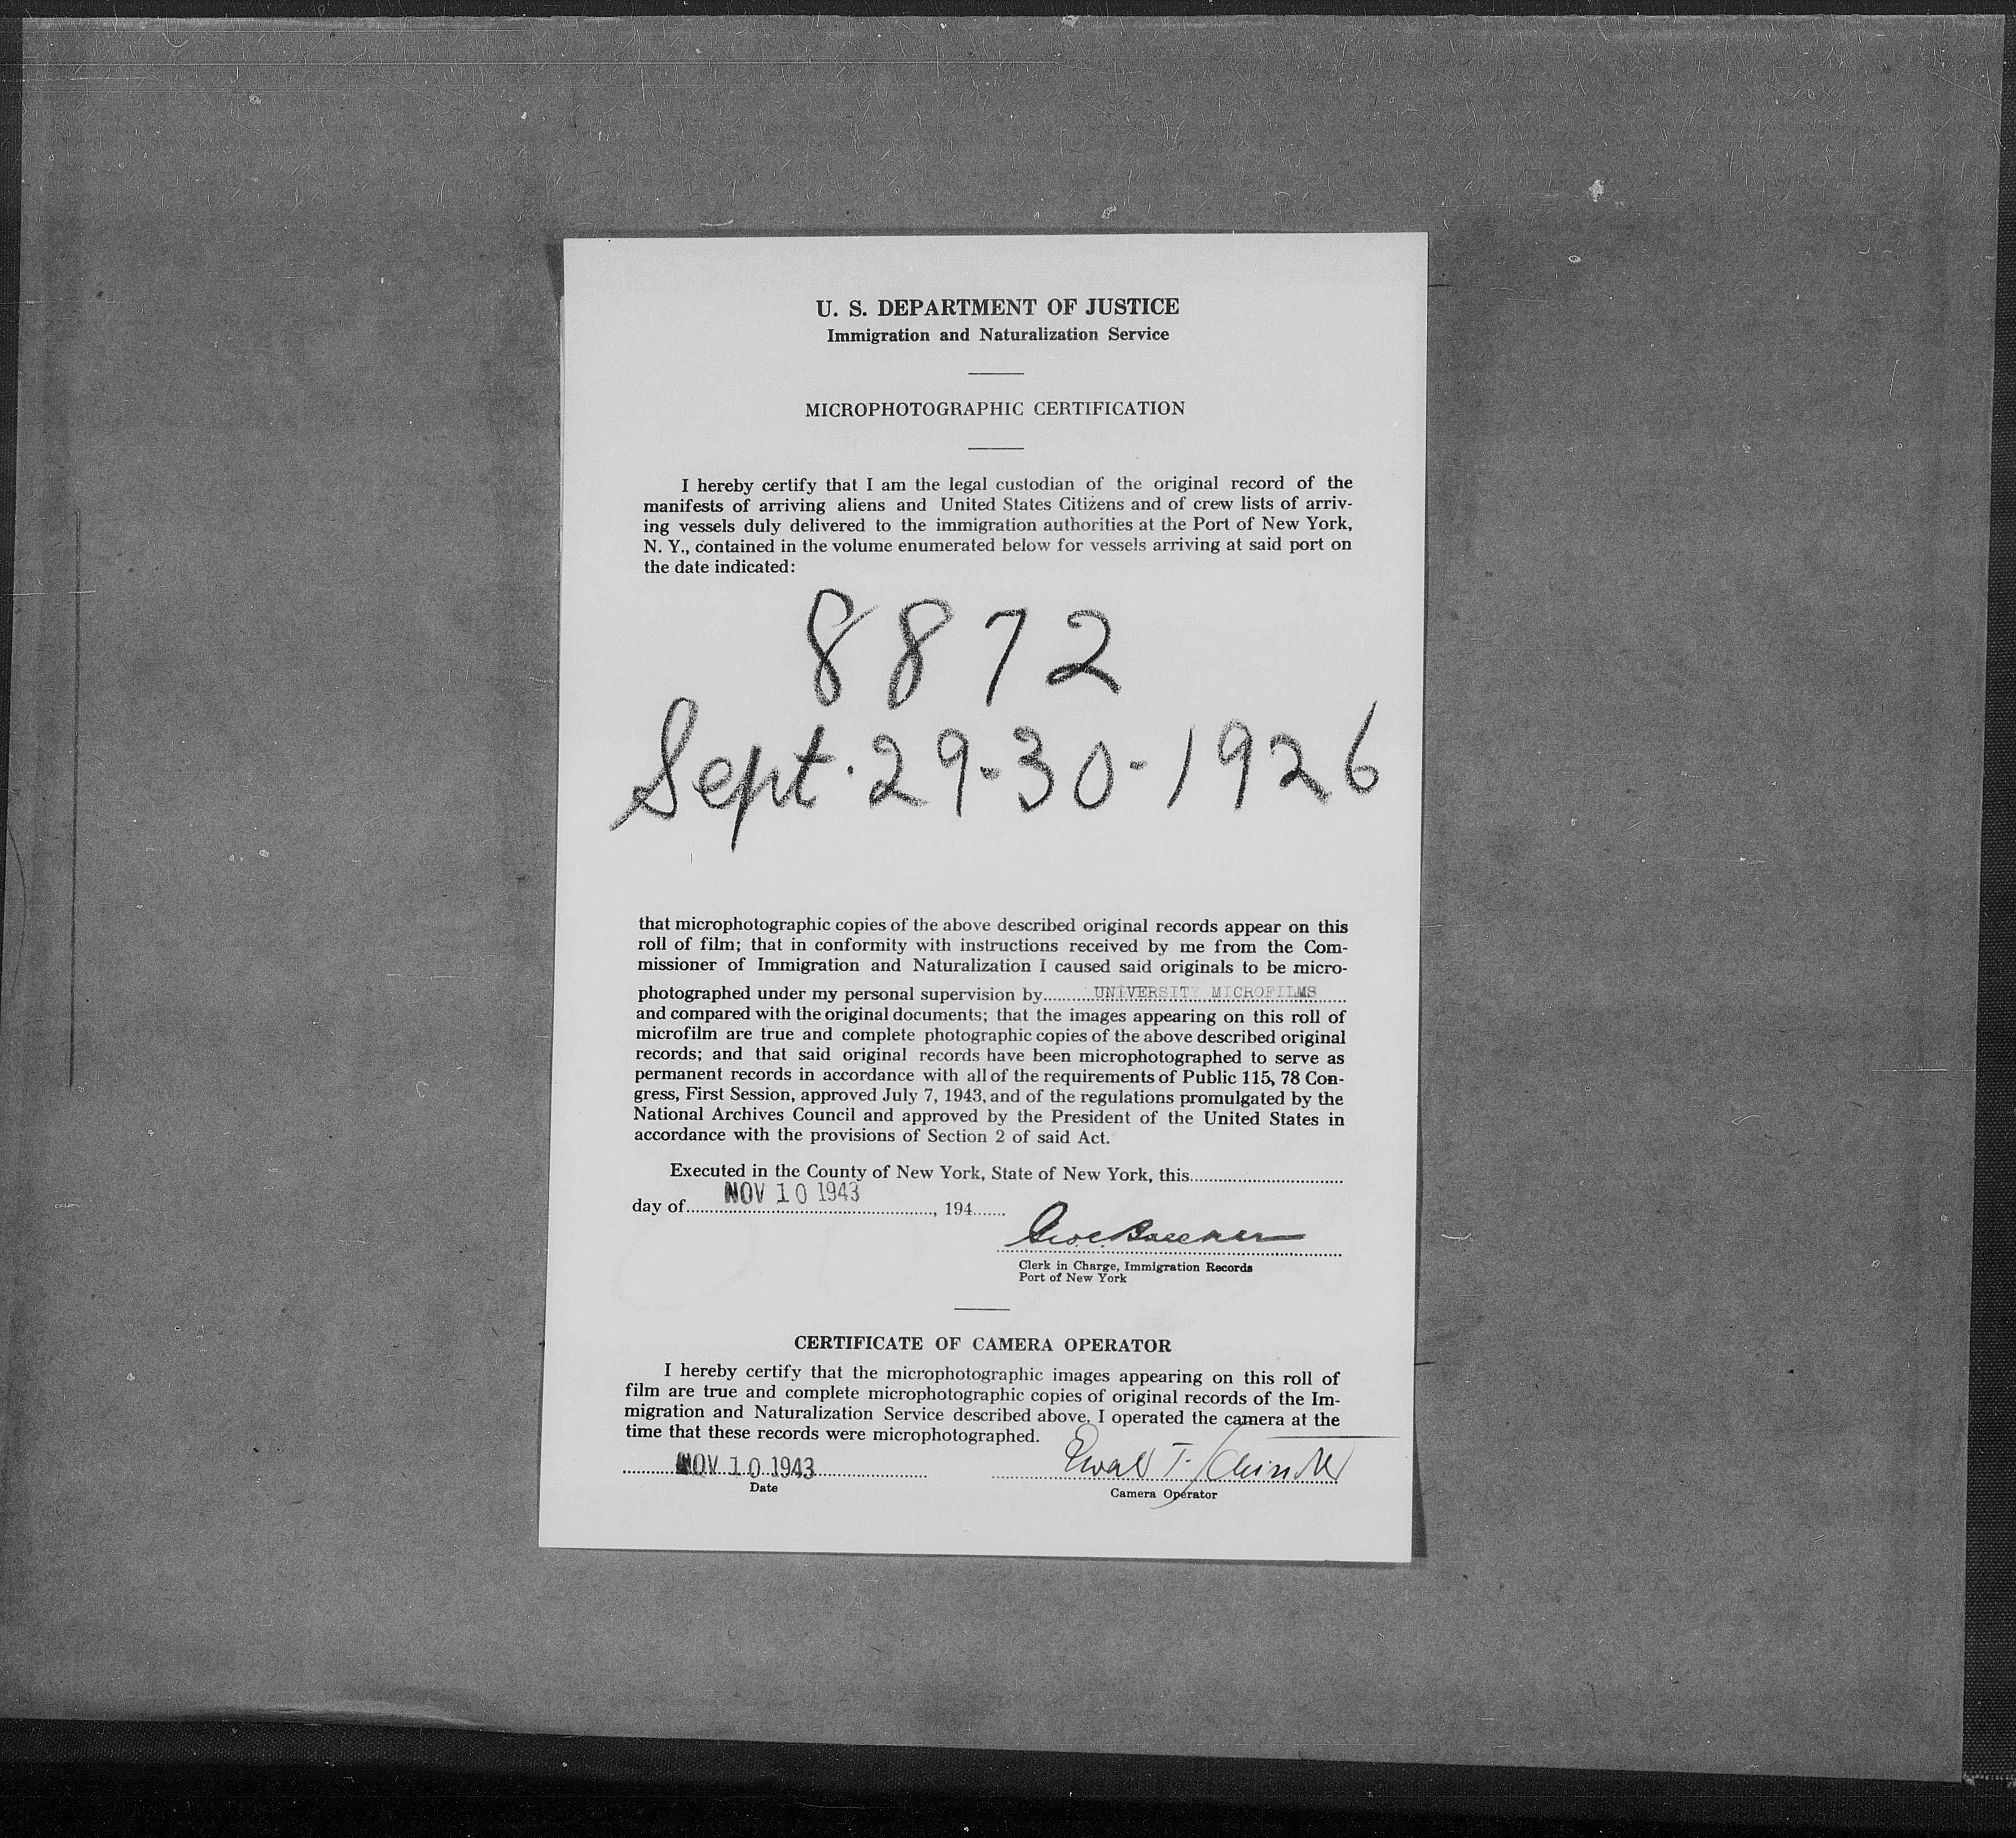 U. S. DEPARTMENT OF JUSTICE
Immigration and Naturalization Service
MICROPHOTOGRAPHIC CERTIFICATION
I hereby certify that I am the legal custodian of the original record of the
manifests of arriving aliens and United States Citizens and of crew lists of arriv-
ing vessels duly delivered to the immigration authorities at the Port of New York,
N. Y., contained in the volume enumerated below for vessels arriving at said port on
the date indicated:
8872
Sept. 29-30-1926
that microphotographic copies of the above described original records appear on this
roll of film; that in conformity with instructions received by me from the Com-
missioner of Immigration and Naturalization I caused said originals to be micro-
photographed under my personal supervision by UNIVERSITY MICROFILMS
and compared with the original documents; that the images appearing on this roll of
microfilm are true and complete photographic copies of the above described original
records; and that said original records have been microphotographed to serve as
permanent records in accordance with all of the requirements of Public 115, 78 Con-
gress, First Session, approved July 7, 1943, and of the regulations promulgated by the
National Archives Council and approved by the President of the United States in
accordance with the provisions of Section 2 of said Act.
Executed in the County of New York, State of New York, this
day of NOV 10 1943, 194
Clerk in Charge, Immigration Records
Port of New York
CERTIFICATE OF CAMERA OPERATOR
I hereby certify that the microphotographic images appearing on this roll of
film are true and complete microphotographic copies of original records of the Im-
migration and Naturalization Service described above. I operated the camera at the
time that these records were microphotographed.
NOV 10 1943 Ewald T.
Date
Camera Operator